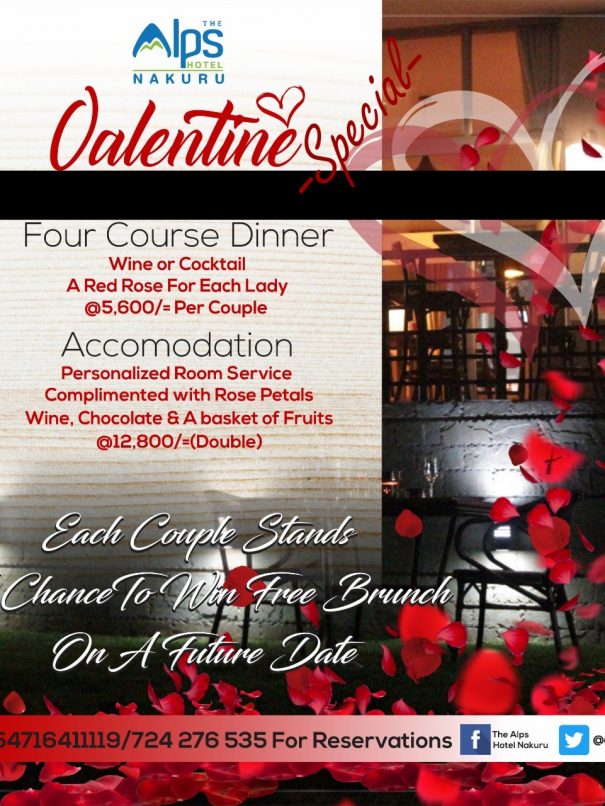 THE
Alps
HOTEL
NAKURU
Valentine
-Special-
Four Course Dinner
Wine or Cocktail
A Red Rose For Each Lady
@5,600/= Per Couple
Accomodation
Personalized Room Service
Complimented with Rose Petals
Wine, Chocolate & A basket of Fruits
@12,800/=(Double)
Each Couple Stands
Chance To Win Free Brunch
On A Future Date
54716411119/724 276 535 For Reservations
The Alps
Hotel Nakuru